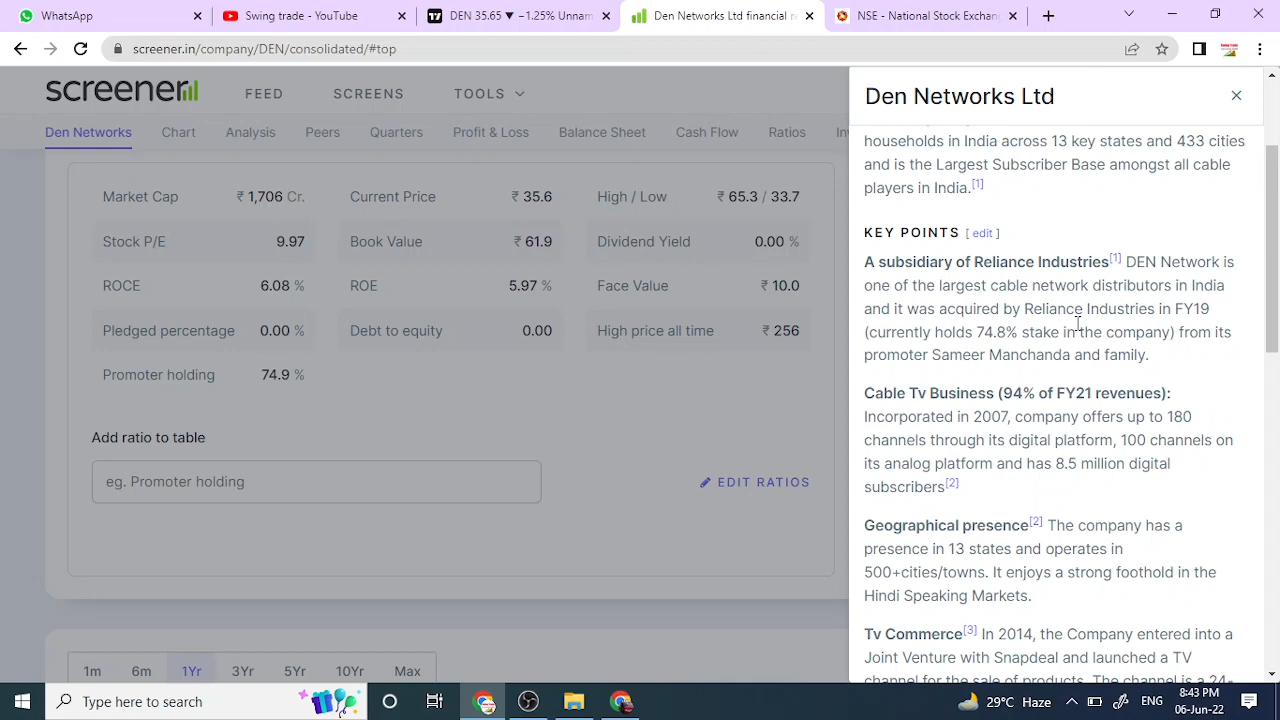 WhatsApp
Swing trade - YouTube
DEN 35.65 ▼ −1.25% Unnam
Den Networks Ltd financial re
NSE - National Stock Exchang
screener.in/company/DEN/consolidated/#top
screener
FEED
SCREENS
TOOLS
Den Networks
Chart
Analysis
Peers
Quarters
Profit & Loss
Balance Sheet
Cash Flow
Ratios
Market Cap ₹ 1,706 Cr.
Current Price ₹ 35.6
High / Low ₹ 65.3 / 33.7
Stock P/E 9.97
Book Value ₹ 61.9
Dividend Yield 0.00 %
ROCE 6.08 %
ROE 5.97 %
Face Value ₹ 10.0
Pledged percentage 0.00 %
Debt to equity 0.00
High price all time ₹ 256
Promoter holding 74.9 %
Add ratio to table
eg. Promoter holding
EDIT RATIOS
1m 6m 1Yr 3Yr 5Yr 10Yr Max
Den Networks Ltd
households in India across 13 key states and 433 cities
and is the Largest Subscriber Base amongst all cable
players in India.[1]
KEY POINTS [ edit ]
A subsidiary of Reliance Industries[1] DEN Network is
one of the largest cable network distributors in India
and it was acquired by Reliance Industries in FY19
(currently holds 74.8% stake in the company) from its
promoter Sameer Manchanda and family.
Cable Tv Business (94% of FY21 revenues):
Incorporated in 2007, company offers up to 180
channels through its digital platform, 100 channels on
its analog platform and has 8.5 million digital
subscribers[2]
Geographical presence[2] The company has a
presence in 13 states and operates in
500+cities/towns. It enjoys a strong foothold in the
Hindi Speaking Markets.
Tv Commerce[3] In 2014, the Company entered into a
Joint Venture with Snapdeal and launched a TV
channel for the sale of products. The channel is a 24-
Type here to search
29°C Haze
ENG
8:43 PM
06-Jun-22